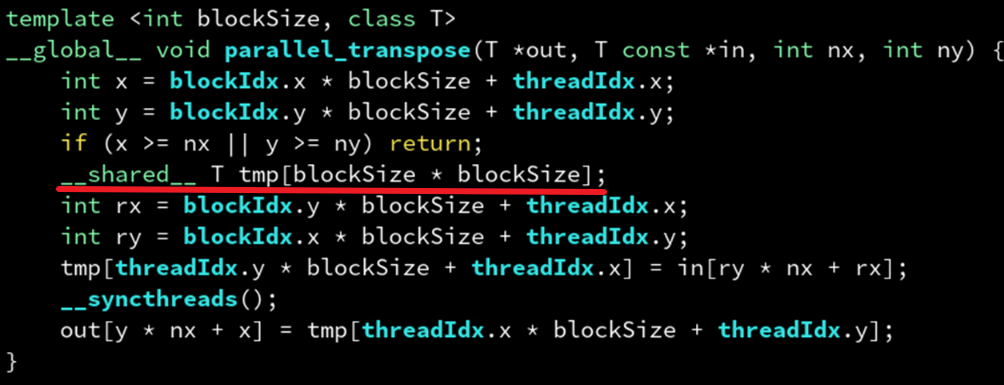 template <int blockSize, class T>
__global__ void parallel_transpose(T *out, T const *in, int nx, int ny) {
    int x = blockIdx.x * blockSize + threadIdx.x;
    int y = blockIdx.y * blockSize + threadIdx.y;
    if (x >= nx || y >= ny) return;
    __shared__ T tmp[blockSize * blockSize];
    int rx = blockIdx.y * blockSize + threadIdx.x;
    int ry = blockIdx.x * blockSize + threadIdx.y;
    tmp[threadIdx.y * blockSize + threadIdx.x] = in[ry * nx + rx];
    __syncthreads();
    out[y * nx + x] = tmp[threadIdx.x * blockSize + threadIdx.y];
}